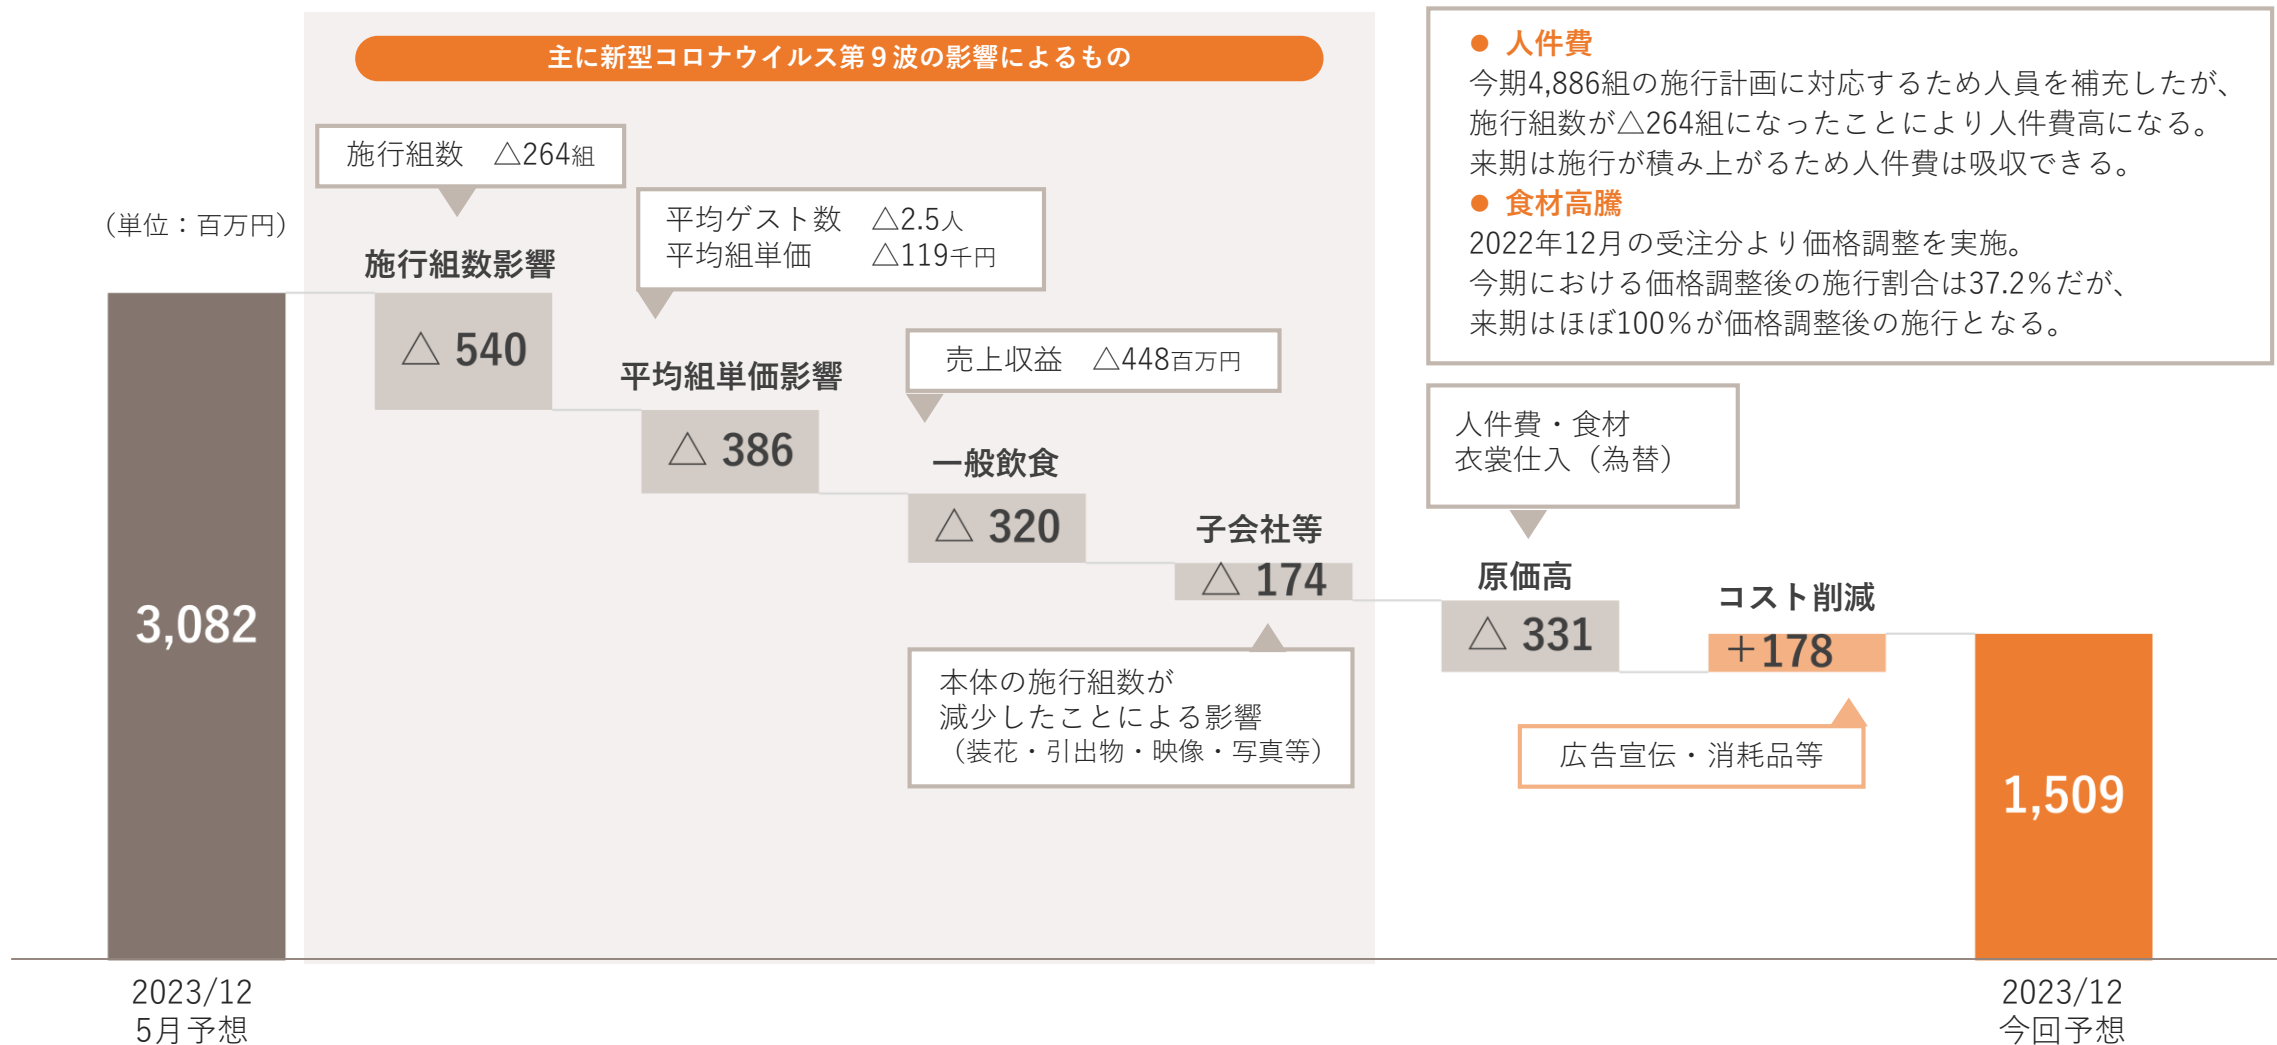 主に新型コロナウイルス第９波の影響によるもの
施行組数　△264組
（単位：百万円）
平均ゲスト数　△2.5人
平均組単価　　△119千円
売上収益　△448百万円
施行組数影響
△ 540
平均組単価影響
△ 386
一般飲食
△ 320
子会社等
△ 174
本体の施行組数が
減少したことによる影響
（装花・引出物・映像・写真等）
● 人件費
今期4,886組の施行計画に対応するため人員を補充したが、
施行組数が△264組になったことにより人件費高になる。
来期は施行が積み上がるため人件費は吸収できる。
● 食材高騰
2022年12月の受注分より価格調整を実施。
今期における価格調整後の施行割合は37.2％だが、
来期はほぼ100％が価格調整後の施行となる。
人件費・食材
衣裳仕入（為替）
原価高
△ 331
コスト削減
＋178
広告宣伝・消耗品等
3,082
1,509
2023/12
5月予想
2023/12
今回予想